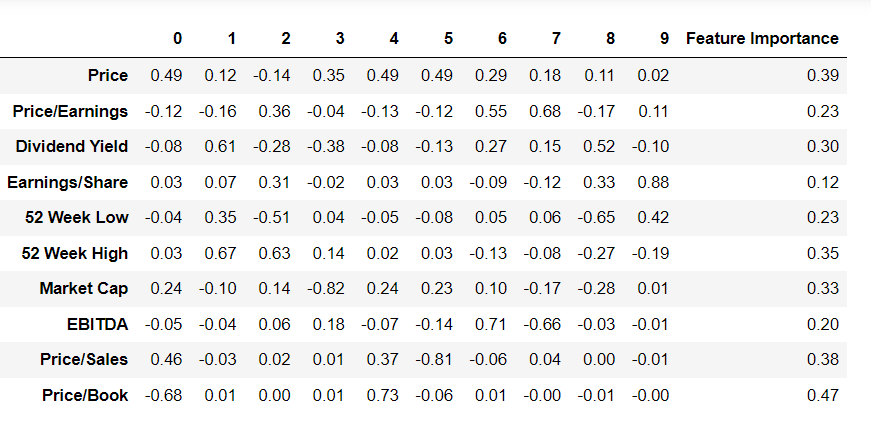 0 1 2 3 4 5 6 7 8 9 Feature Importance
Price 0.49 0.12 -0.14 0.35 0.49 0.49 0.29 0.18 0.11 0.02 0.39
Price/Earnings -0.12 -0.16 0.36 -0.04 -0.13 -0.12 0.55 0.68 -0.17 0.11 0.23
Dividend Yield -0.08 0.61 -0.28 -0.38 -0.08 -0.13 0.27 0.15 0.52 -0.10 0.30
Earnings/Share 0.03 0.07 0.31 -0.02 0.03 0.03 -0.09 -0.12 0.33 0.88 0.12
52 Week Low -0.04 0.35 -0.51 0.04 -0.05 -0.08 0.05 0.06 -0.65 0.42 0.23
52 Week High 0.03 0.67 0.63 0.14 0.02 0.03 -0.13 -0.08 -0.27 -0.19 0.35
Market Cap 0.24 -0.10 0.14 -0.82 0.24 0.23 0.10 -0.17 -0.28 0.01 0.33
EBITDA -0.05 -0.04 0.06 0.18 -0.07 -0.14 0.71 -0.66 -0.03 -0.01 0.20
Price/Sales 0.46 -0.03 0.02 0.01 0.37 -0.81 -0.06 0.04 0.00 -0.01 0.38
Price/Book -0.68 0.01 0.00 0.01 0.73 -0.06 0.01 -0.00 -0.01 -0.00 0.47